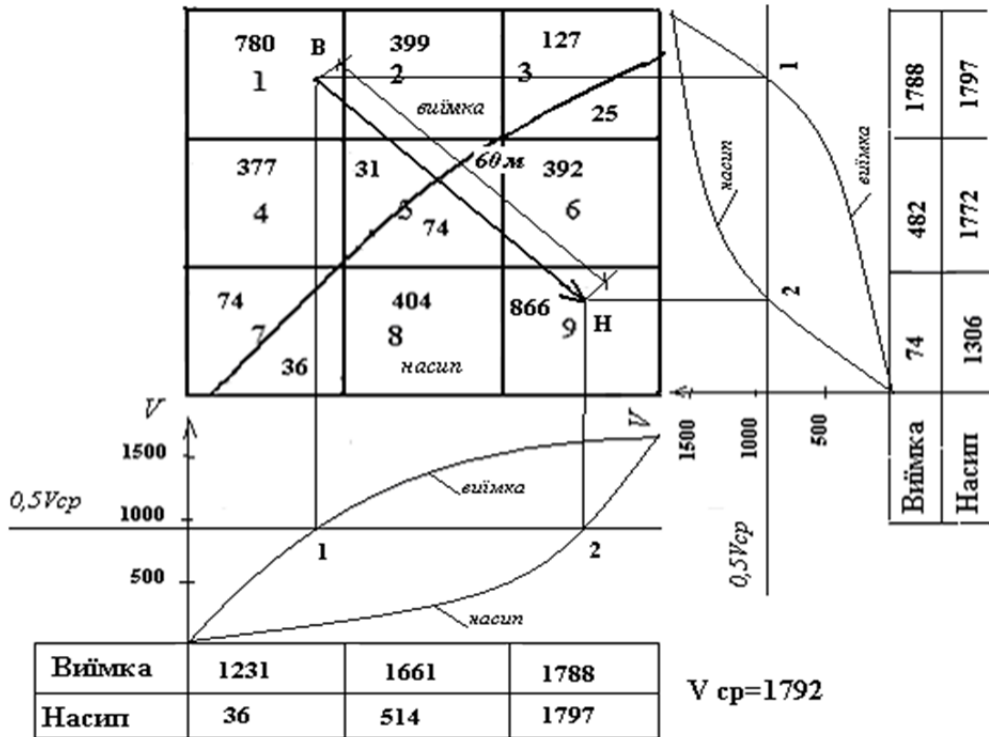 780 В 399 127
1 2 3
виїмка 25
377 31 60 м 392
4 5 6
74
74 404 866
7 8 9 Н
36 насип
1
насип виїмка
2
1500 1000 500
V
0,5Vср
1788 1797
482 1772
74 1306
Виїмка Насип
V
1500
1000
500
0,5Vср
виїмка
1 2
насип
Виїмка 1231 1661 1788
Насип 36 514 1797
V ср=1792